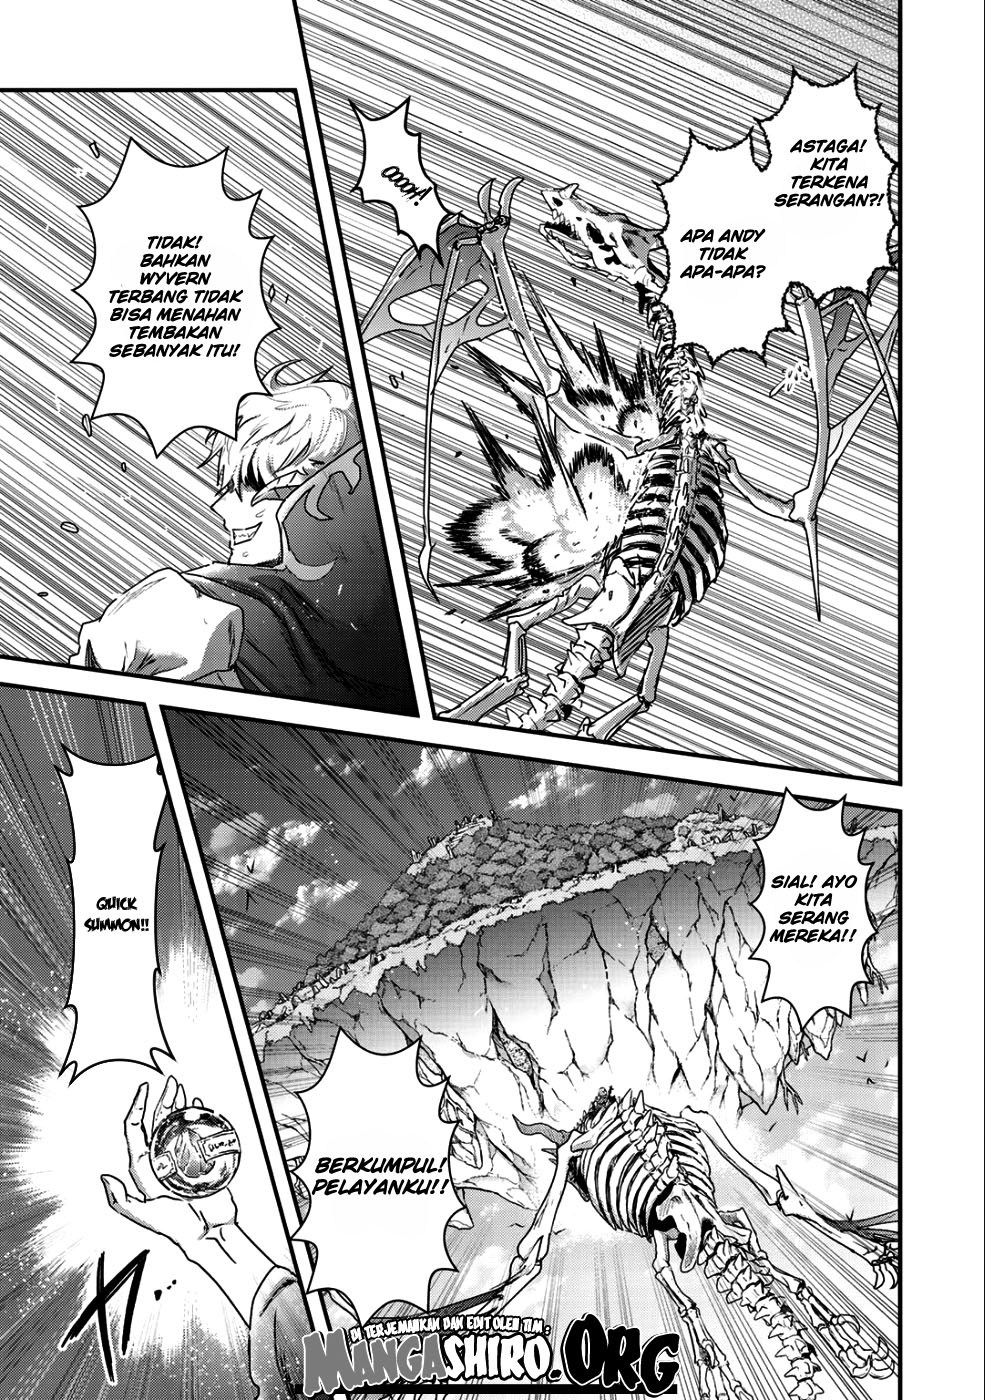 ASTAGA!
KITA
TERKENA
SERANGAN?!
APA ANDY
TIDAK
APA-APA?
OOOOH!
TIDAK!
BAHKAN
WYVERN
TERBANG TIDAK
BISA MENAHAN
TEMBAKAN
SEBANYAK ITU!
SIAL! AYO
KITA
SERANG
MEREKA!!
BERKUMPUL!
PELAYANKU!!
QUICK
SUMMON!!
DI TERJEMAHKAN DAN EDIT OLEH TIM :
MANGASHIRO.ORG